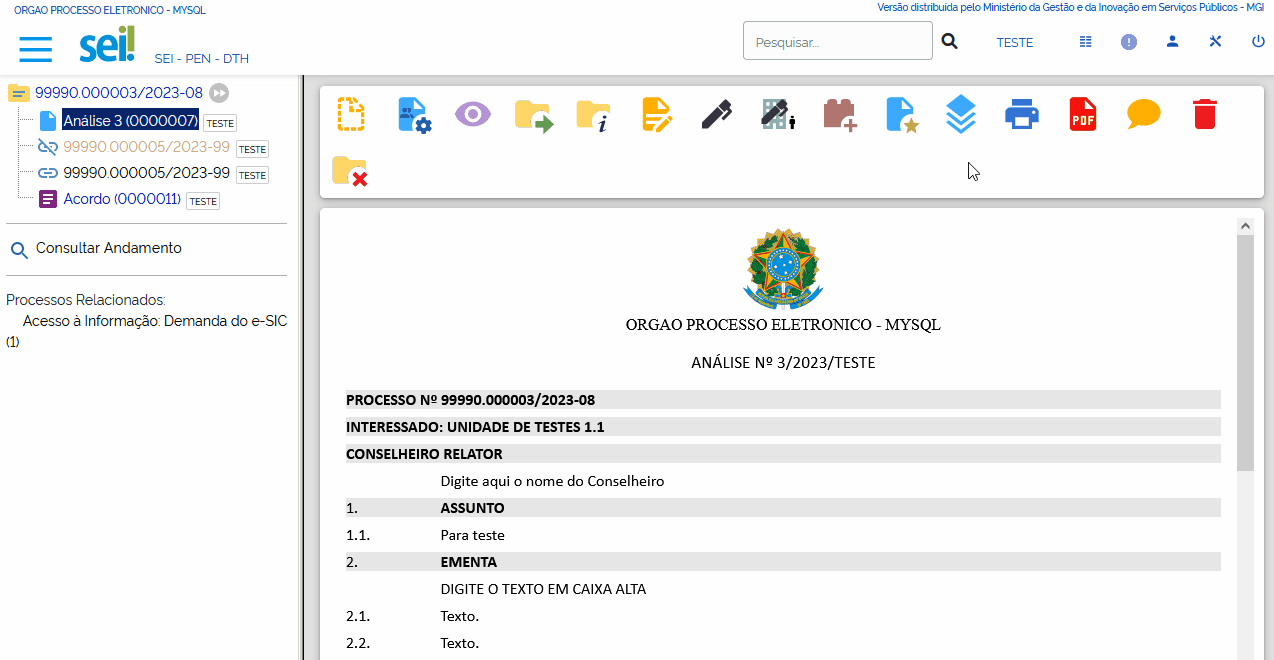 ORGAO PROCESSO ELETRONICO - MYSQL
Versão distribuída pelo Ministério da Gestão e da Inovação em Serviços Públicos - MGI
sei!
SEI - PEN - DTH
Pesquisar...
TESTE
99990.000003/2023-08
Análise 3 (0000007) TESTE
99990.000005/2023-99 TESTE
99990.000005/2023-99 TESTE
Acordo (0000011) TESTE
Consultar Andamento
Processos Relacionados:
Acesso à Informação: Demanda do e-SIC
(1)
i
PDF
ORGAO PROCESSO ELETRONICO - MYSQL
ANÁLISE Nº 3/2023/TESTE
PROCESSO Nº 99990.000003/2023-08
INTERESSADO: UNIDADE DE TESTES 1.1
CONSELHEIRO RELATOR
Digite aqui o nome do Conselheiro
1. ASSUNTO
1.1. Para teste
2. EMENTA
DIGITE O TEXTO EM CAIXA ALTA
2.1. Texto.
2.2. Texto.